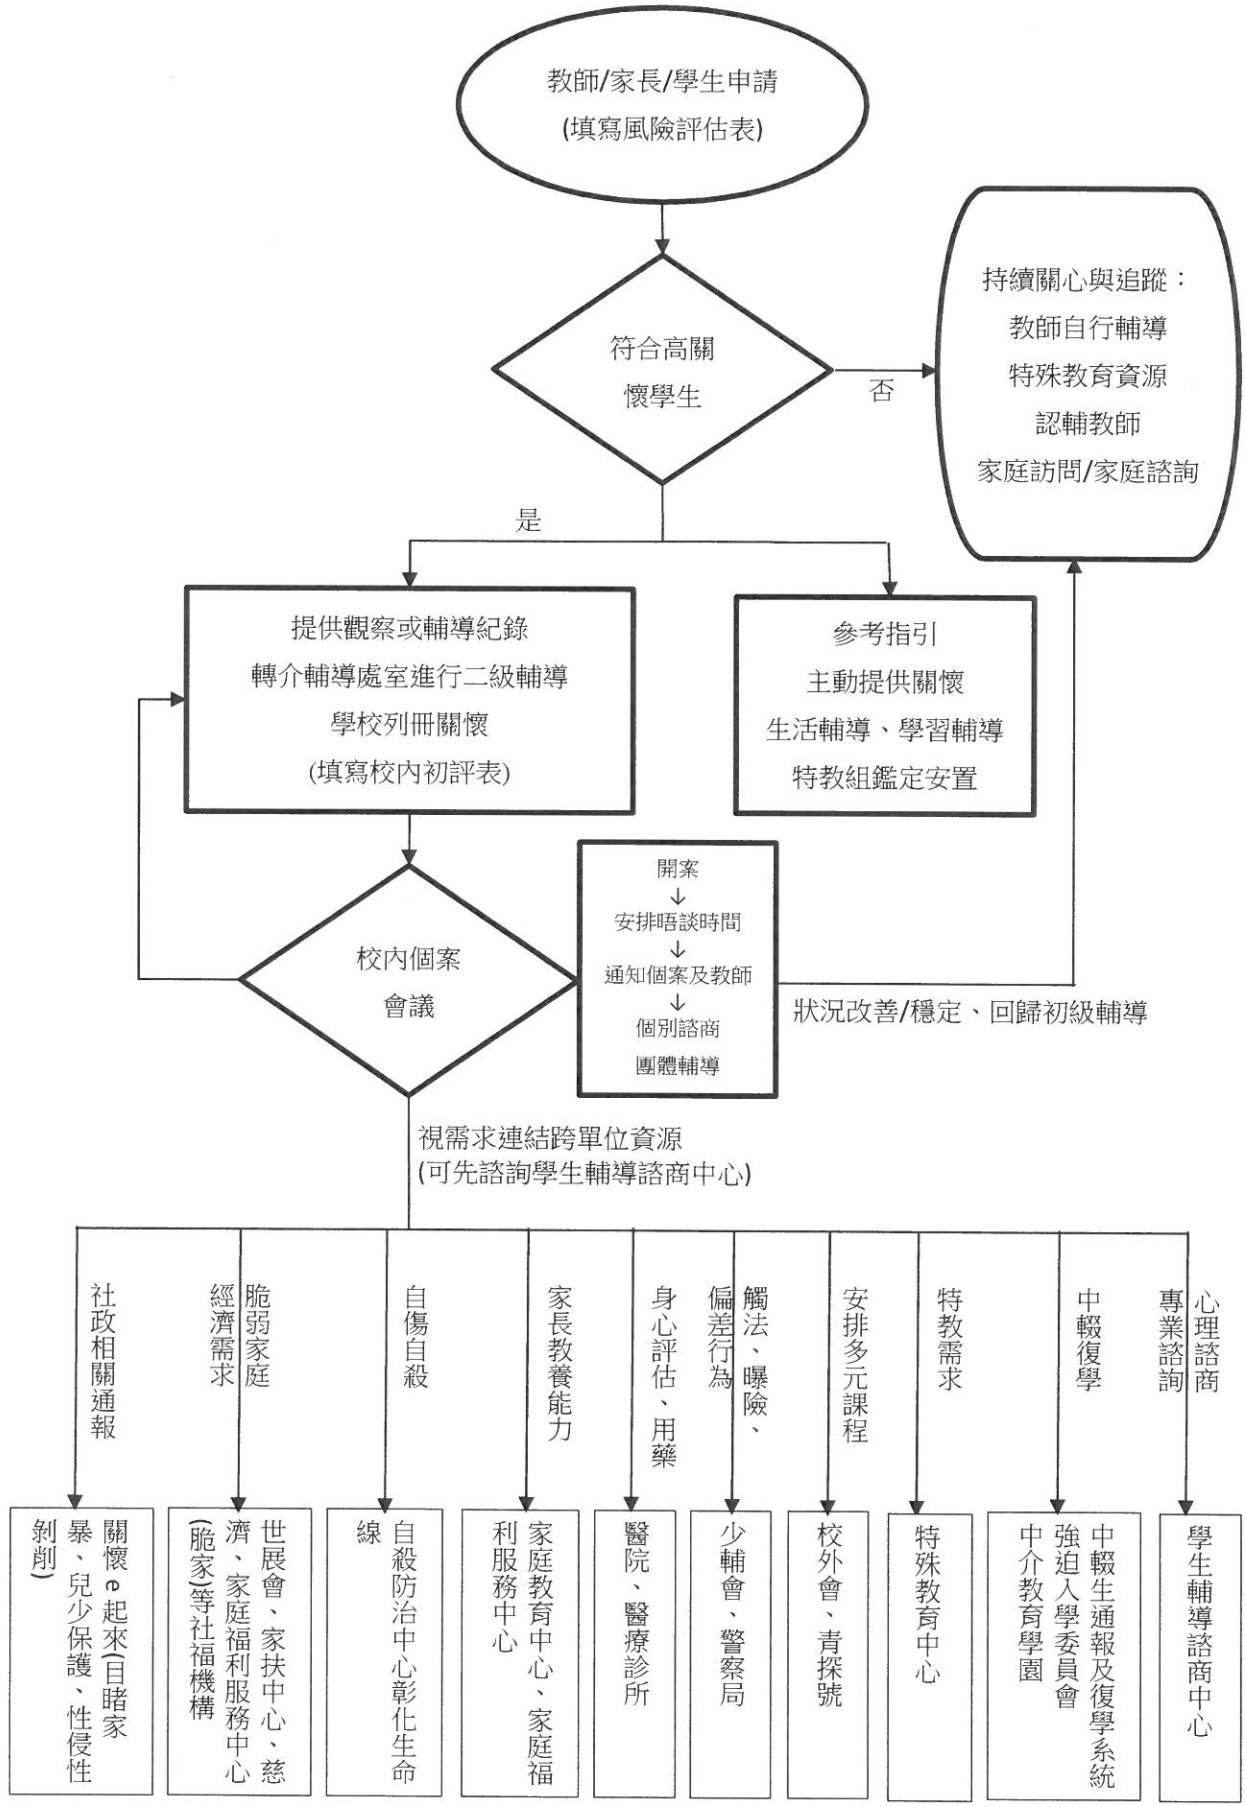 教師/家長/學生申請
(填寫風險評估表)
符合高關
懷學生
否
持續關心與追蹤：
教師自行輔導
特殊教育資源
認輔教師
家庭訪問/家庭諮詢
是
提供觀察或輔導紀錄
轉介輔導處室進行二級輔導
學校列冊關懷
(填寫校內初評表)
參考指引
主動提供關懷
生活輔導、學習輔導
特教組鑑定安置
校內個案
會議
開案
↓
安排晤談時間
↓
通知個案及教師
↓
個別諮商
團體輔導
狀況改善/穩定、回歸初級輔導
視需求連結跨單位資源
(可先諮詢學生輔導諮商中心)
社政相關通報
脆弱家庭
經濟需求
自傷自殺
家長教養能力
身心評估、用藥
觸法、曝險、
偏差行為
安排多元課程
特教需求
中輟復學
心理諮商
專業諮詢
關懷e起來(目睹家
暴、兒少保護、性侵性
剝削)
世展會、家扶中心、慈
濟、家庭福利服務中心
(脆家)等社福機構
自殺防治中心彰化生命
線
家庭教育中心、家庭福
利服務中心
醫院、醫療診所
少輔會、警察局
校外會、青探號
特殊教育中心
中輟生通報及復學系統
強迫入學委員會
中介教育學園
學生輔導諮商中心